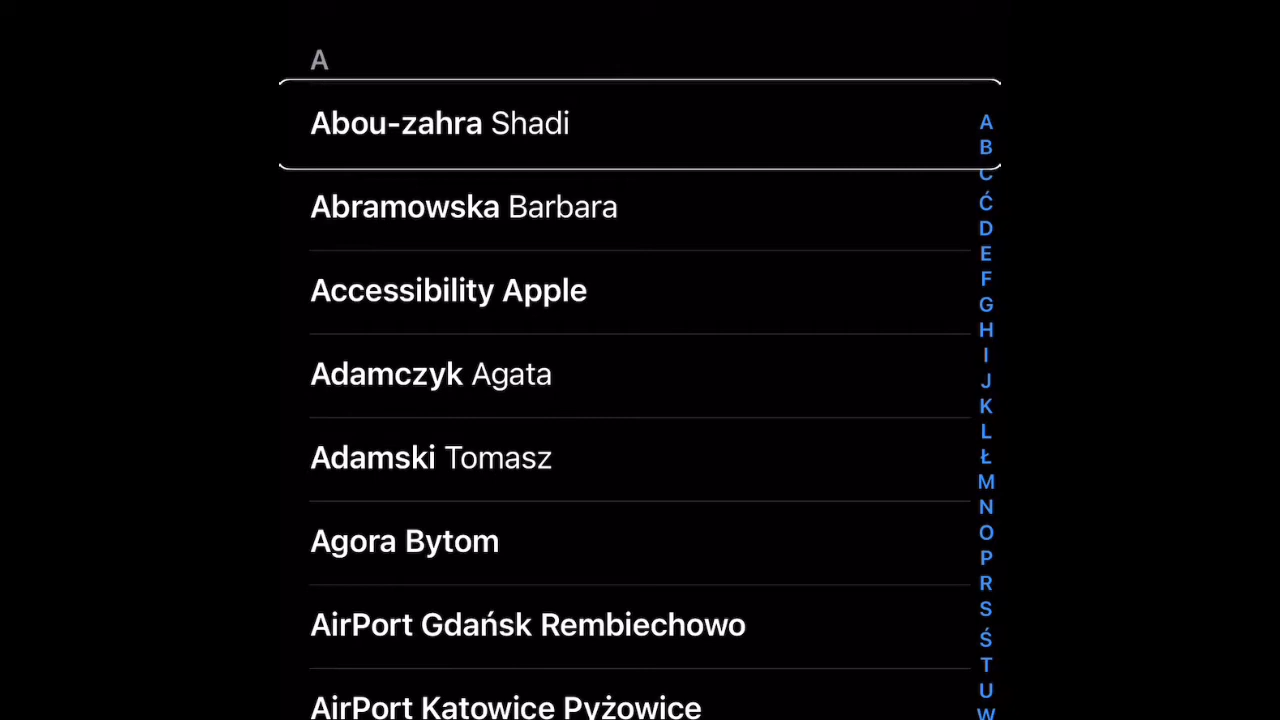 A
Abou-zahra Shadi
Abramowska Barbara
Accessibility Apple
Adamczyk Agata
Adamski Tomasz
Agora Bytom
AirPort Gdańsk Rembiechowo
AirPort Katowice Pyżowice
A
B
C
Ć
D
E
F
G
H
I
J
K
L
Ł
M
N
O
P
R
S
Ś
T
U
W